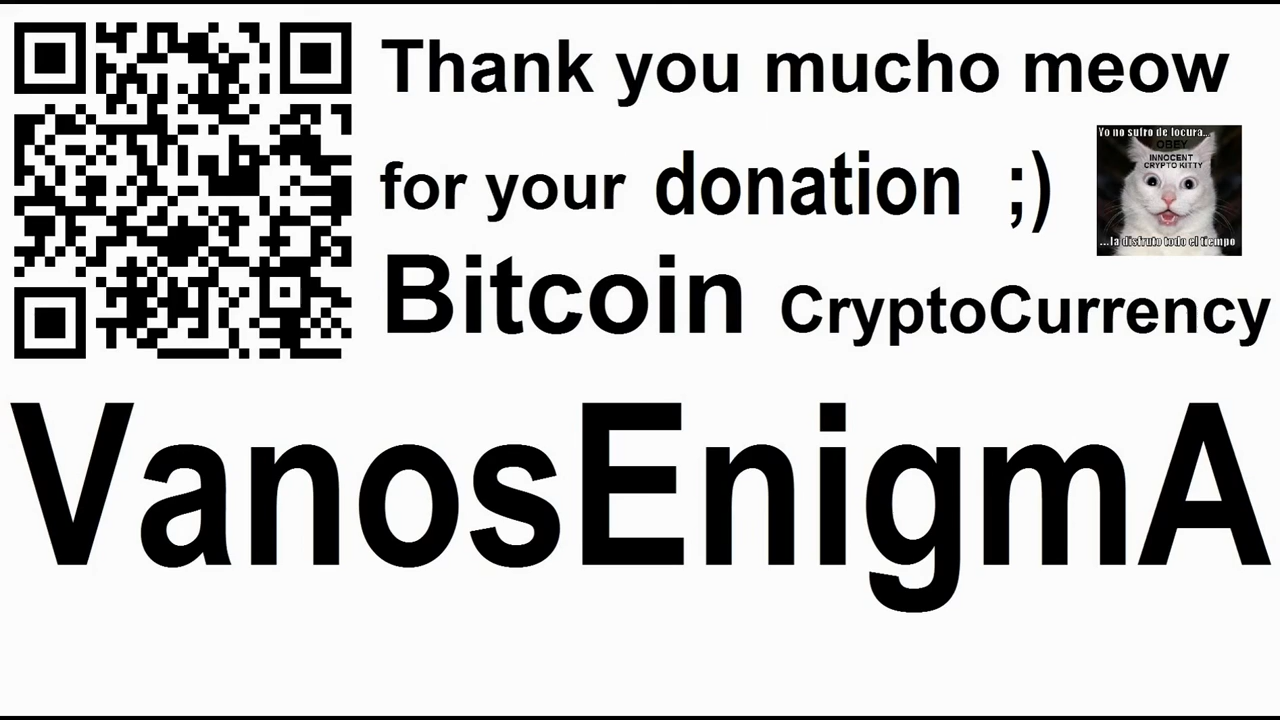 Thank you mucho meow
for your donation ;)
Yo no sufro de locura...
OBEY
INNOCENT
CRYPTO KITTY
...la disfruto todo el tiempo
Bitcoin CryptoCurrency
VanosEnigmA